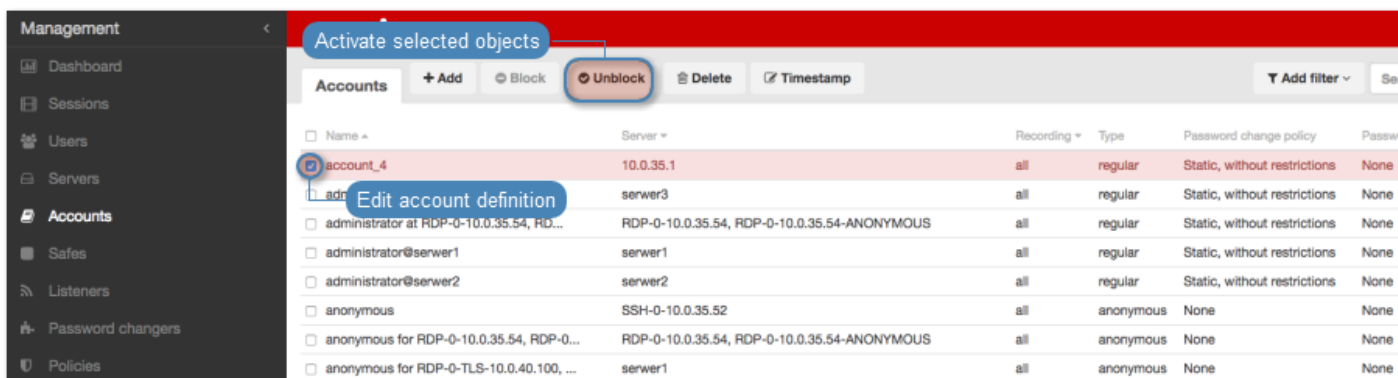 Management
Activate selected objects
Dashboard
Accounts
Add
Block
Unblock
Delete
Timestamp
Add filter
Sessions
Users
Name Server Recording Type Password change policy
account_4 10.0.35.1 all regular Static, without restrictions None
Servers
serwer3 all regular Static, without restrictions None
Edit account definition
Accounts
administrator at RDP-0-10.0.35.54, RD... RDP-0-10.0.35.54, RDP-0-10.0.35.54-ANONYMOUS all regular Static, without restrictions None
Safes
administrator@serwer1 serwer1 all regular Static, without restrictions None
administrator@serwer2 serwer2 all regular Static, without restrictions None
Listeners
anonymous SSH-0-10.0.35.52 all anonymous None None
Password changers
anonymous for RDP-0-10.0.35.54, RDP-0... RDP-0-10.0.35.54, RDP-0-10.0.35.54-ANONYMOUS all anonymous None None
Policies
anonymous for RDP-0-TLS-10.0.40.100, ... serwer1 all anonymous None None